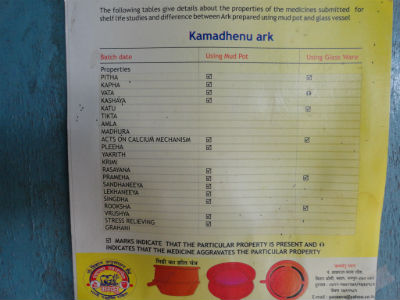 The following tables give details about the properties of the medicines submitted for
shelf life studies and difference between Ark prepared using mud pot and glass vessel
Kamadhenu ark
Batch date Using Mud Pot Using Glass Ware
Properties
PITHA ☑ ☑
KAPHA ☑
VATA ☑
KASHAYA ☑
KATU ☑
TIKTA
AMLA
MADHURA
ACTS ON CALCIUM MECHANISM ☑ ☑
PLEEHA ☑
YAKRITH
KRIMI
RASAYANA ☑
PRAMEHA ☑ ☑
SANDHANEEYA ☑
LEKHANEEYA ☑
SINGDHA ☑
ROOKSHA ☑
VRUSHYA ☑
STRESS RELIEVING ☑
GRAHANI
☑ MARKS INDICATE THAT THE PARTICULAR PROPERTY IS PRESENT AND
INDICATES THAT THE MEDICINE AGGRAVATES THE PARTICULAR PROPERTY
मिट्टी का शीत यंत्र